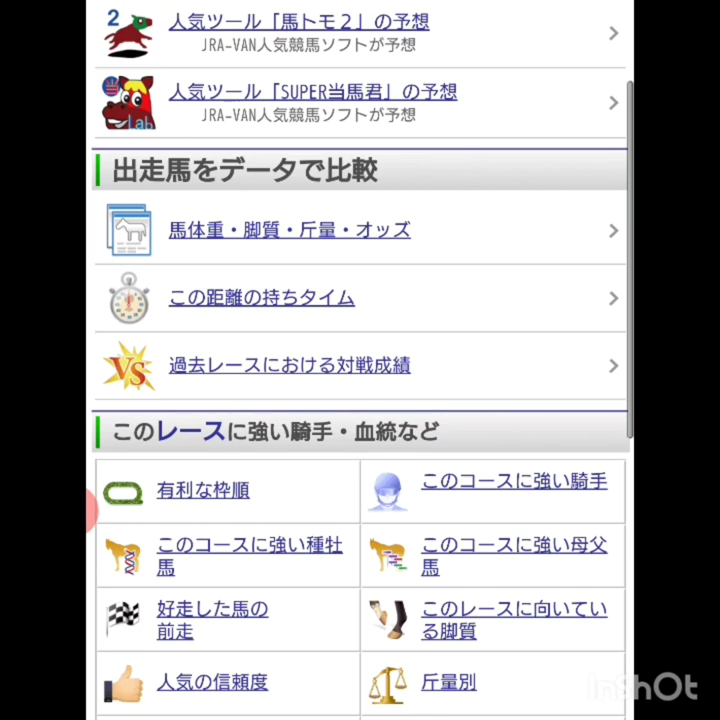 2
人気ツール「馬トモ２」の予想
JRA-VAN人気競馬ソフトが予想
Lab
人気ツール「SUPER当馬君」の予想
JRA-VAN人気競馬ソフトが予想
出走馬をデータで比較
馬体重・脚質・斤量・オッズ
この距離の持ちタイム
VS
過去レースにおける対戦成績
このレースに強い騎手・血統など
有利な枠順
このコースに強い騎手
このコースに強い種牡
馬
このコースに強い母父
馬
好走した馬の
前走
このレースに向いてい
る脚質
人気の信頼度
斤量別
InShOt